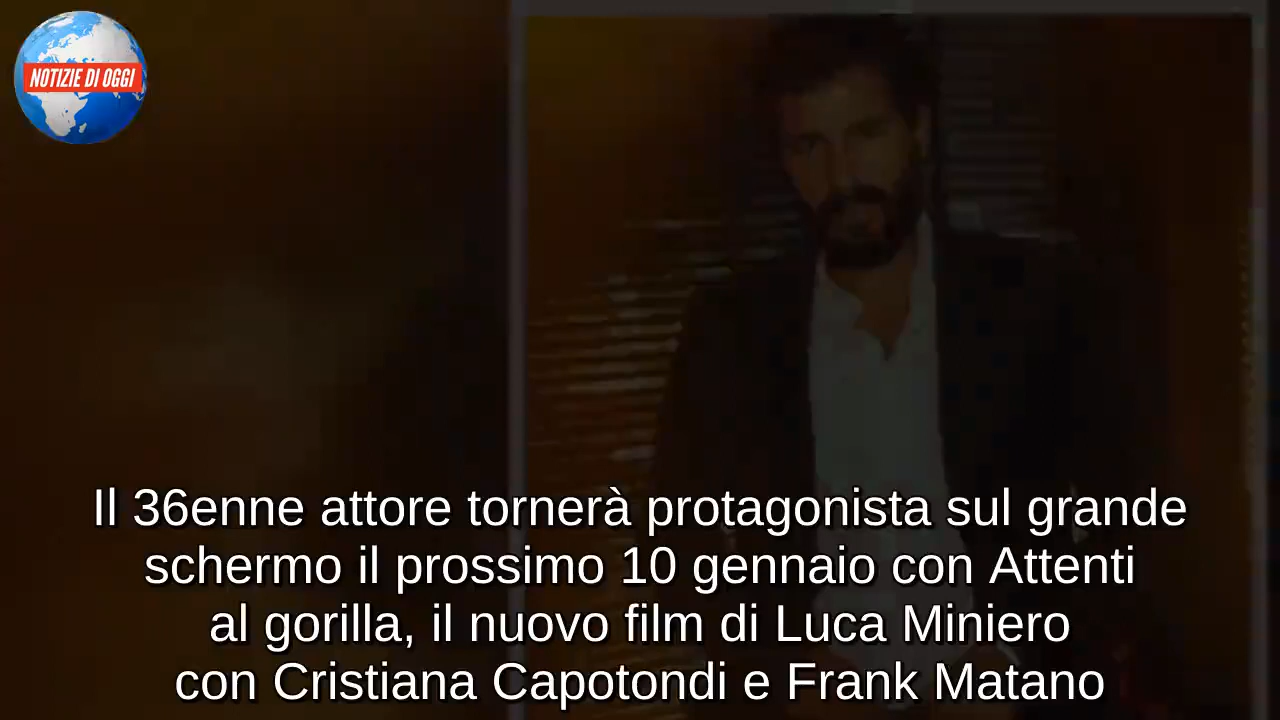 NOTIZIE DI OGGI
Il 36enne attore tornerà protagonista sul grande
schermo il prossimo 10 gennaio con Attenti
al gorilla, il nuovo film di Luca Miniero
con Cristiana Capotondi e Frank Matano